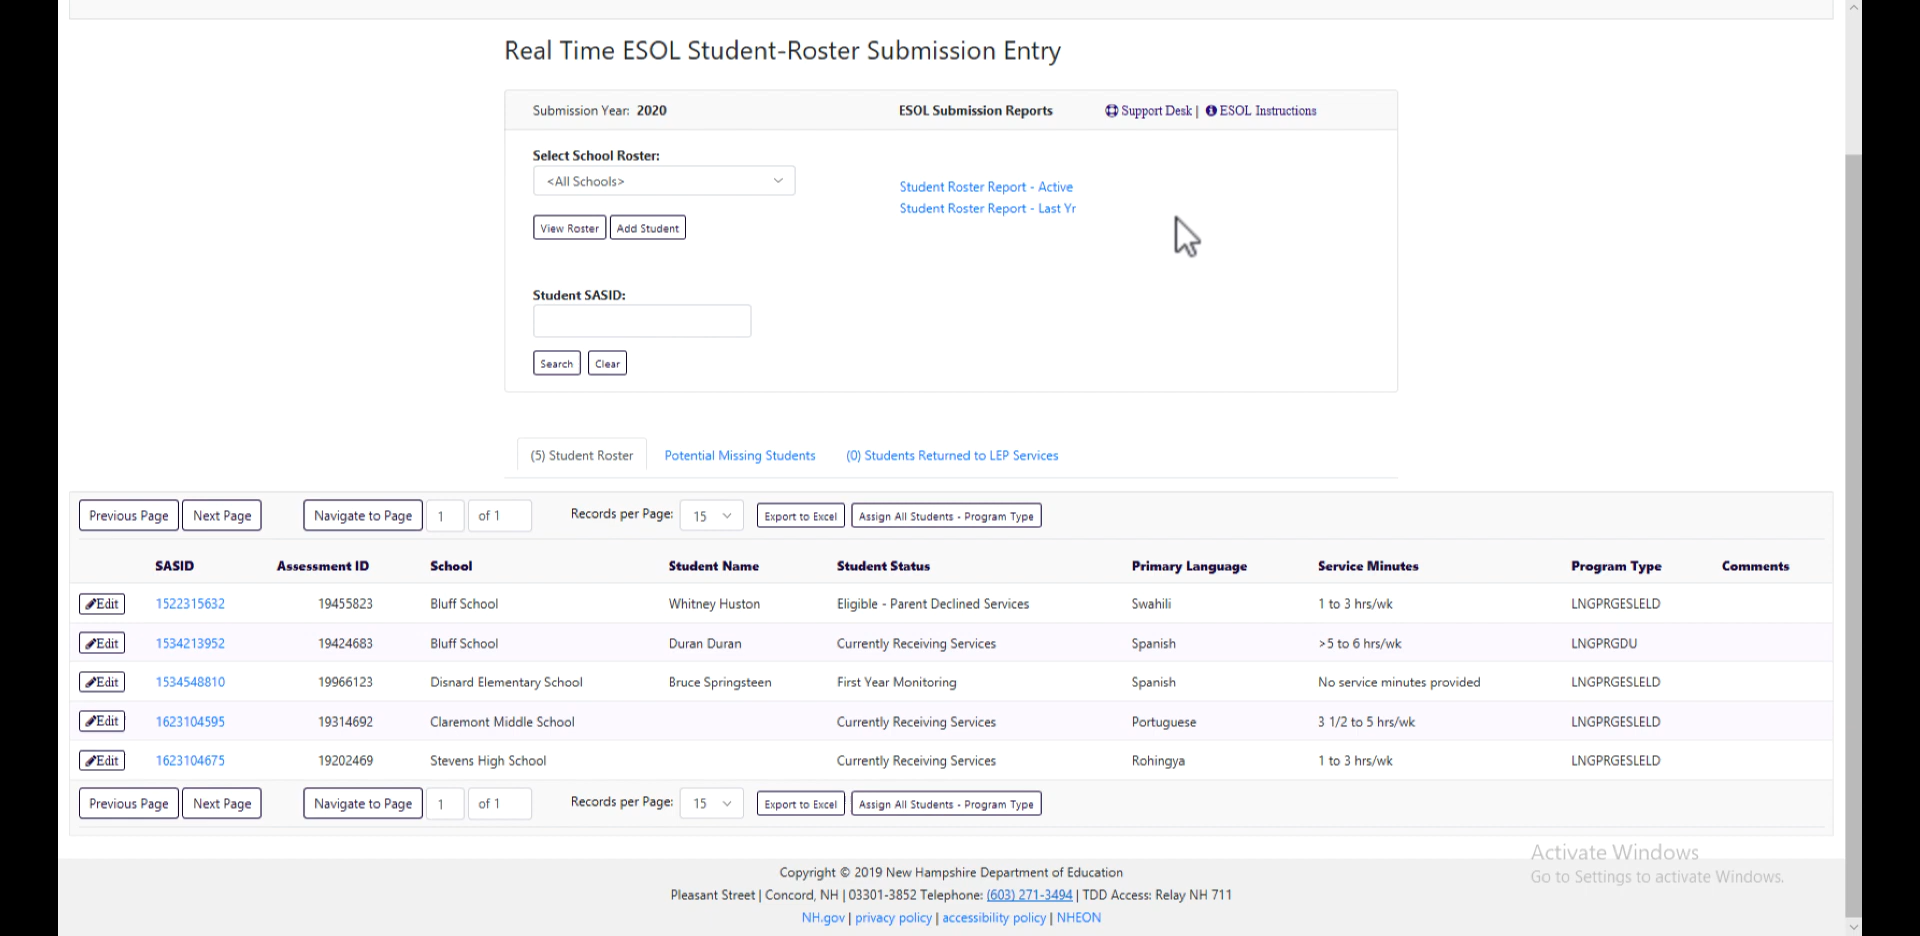 Real Time ESOL Student-Roster Submission Entry
Submission Year: 2020 ESOL Submission Reports Support Desk | ESOL Instructions
Select School Roster:
<All Schools>
Student Roster Report - Active
Student Roster Report - Last Yr
View Roster Add Student
Student SASID:
Search Clear
(5) Student Roster Potential Missing Students (0) Students Returned to LEP Services
Previous Page Next Page Navigate to Page 1 of 1 Records per Page: 15 Export to Excel Assign All Students - Program Type
SASID Assessment ID School Student Name Student Status Primary Language Service Minutes Program Type Comments
Edit 1522315632 19455823 Bluff School Whitney Huston Eligible - Parent Declined Services Swahili 1 to 3 hrs/wk LNGPRGESLELD
Edit 1534213952 19424683 Bluff School Duran Duran Currently Receiving Services Spanish >5 to 6 hrs/wk LNGPRGDU
Edit 1534548810 19966123 Disnard Elementary School Bruce Springsteen First Year Monitoring Spanish No service minutes provided LNGPRGESLELD
Edit 1623104595 19314692 Claremont Middle School Currently Receiving Services Portuguese 3 1/2 to 5 hrs/wk LNGPRGESLELD
Edit 1623104675 19202469 Stevens High School Currently Receiving Services Rohingya 1 to 3 hrs/wk LNGPRGESLELD
Previous Page Next Page Navigate to Page 1 of 1 Records per Page: 15 Export to Excel Assign All Students - Program Type
Activate Windows
Go to Settings to activate Windows.
Copyright © 2019 New Hampshire Department of Education
Pleasant Street | Concord, NH | 03301-3852 Telephone: (603) 271-3494 | TDD Access: Relay NH 711
NH.gov | privacy policy | accessibility policy | NHEON